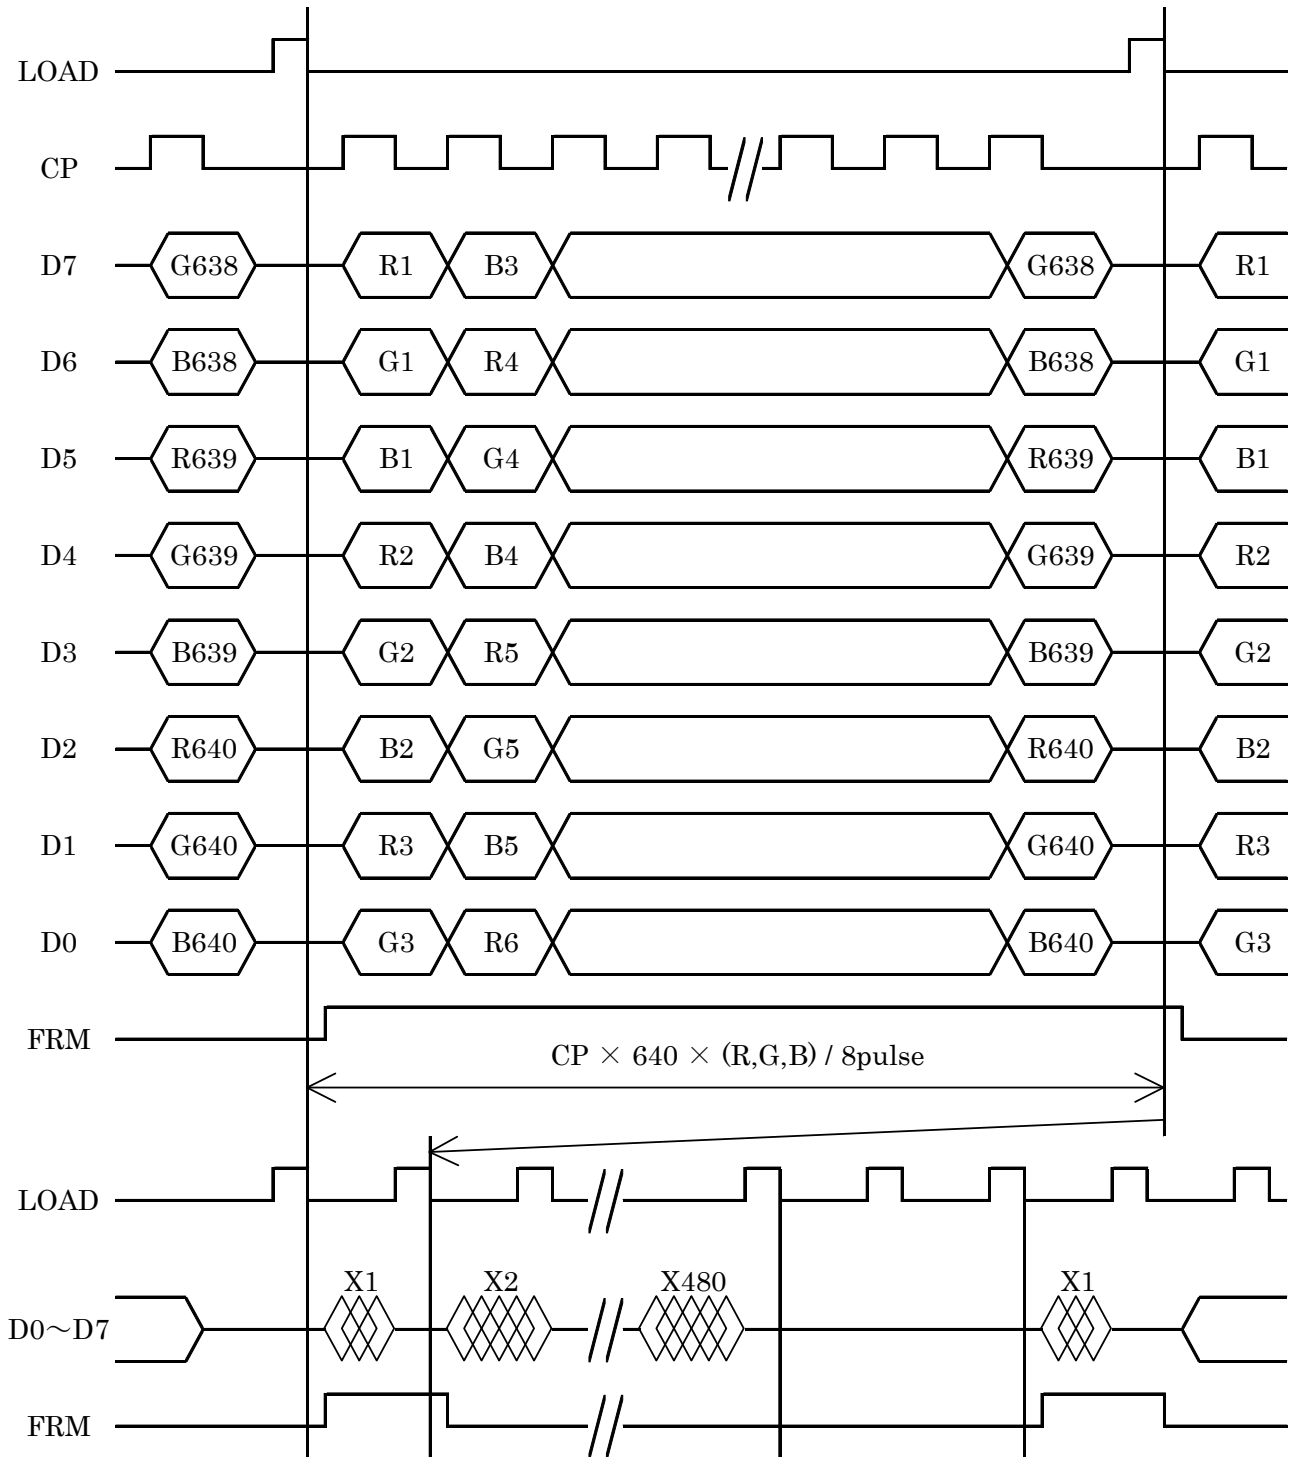 LOAD
CP
D7 G638 R1 B3 G638 R1
D6 B638 G1 R4 B638 G1
D5 R639 B1 G4 R639 B1
D4 G639 R2 B4 G639 R2
D3 B639 G2 R5 B639 G2
D2 R640 B2 G5 R640 B2
D1 G640 R3 B5 G640 R3
D0 B640 G3 R6 B640 G3
FRM
CP × 640 × (R,G,B) / 8pulse
LOAD
X1 X2 X480 X1
D0～D7
FRM